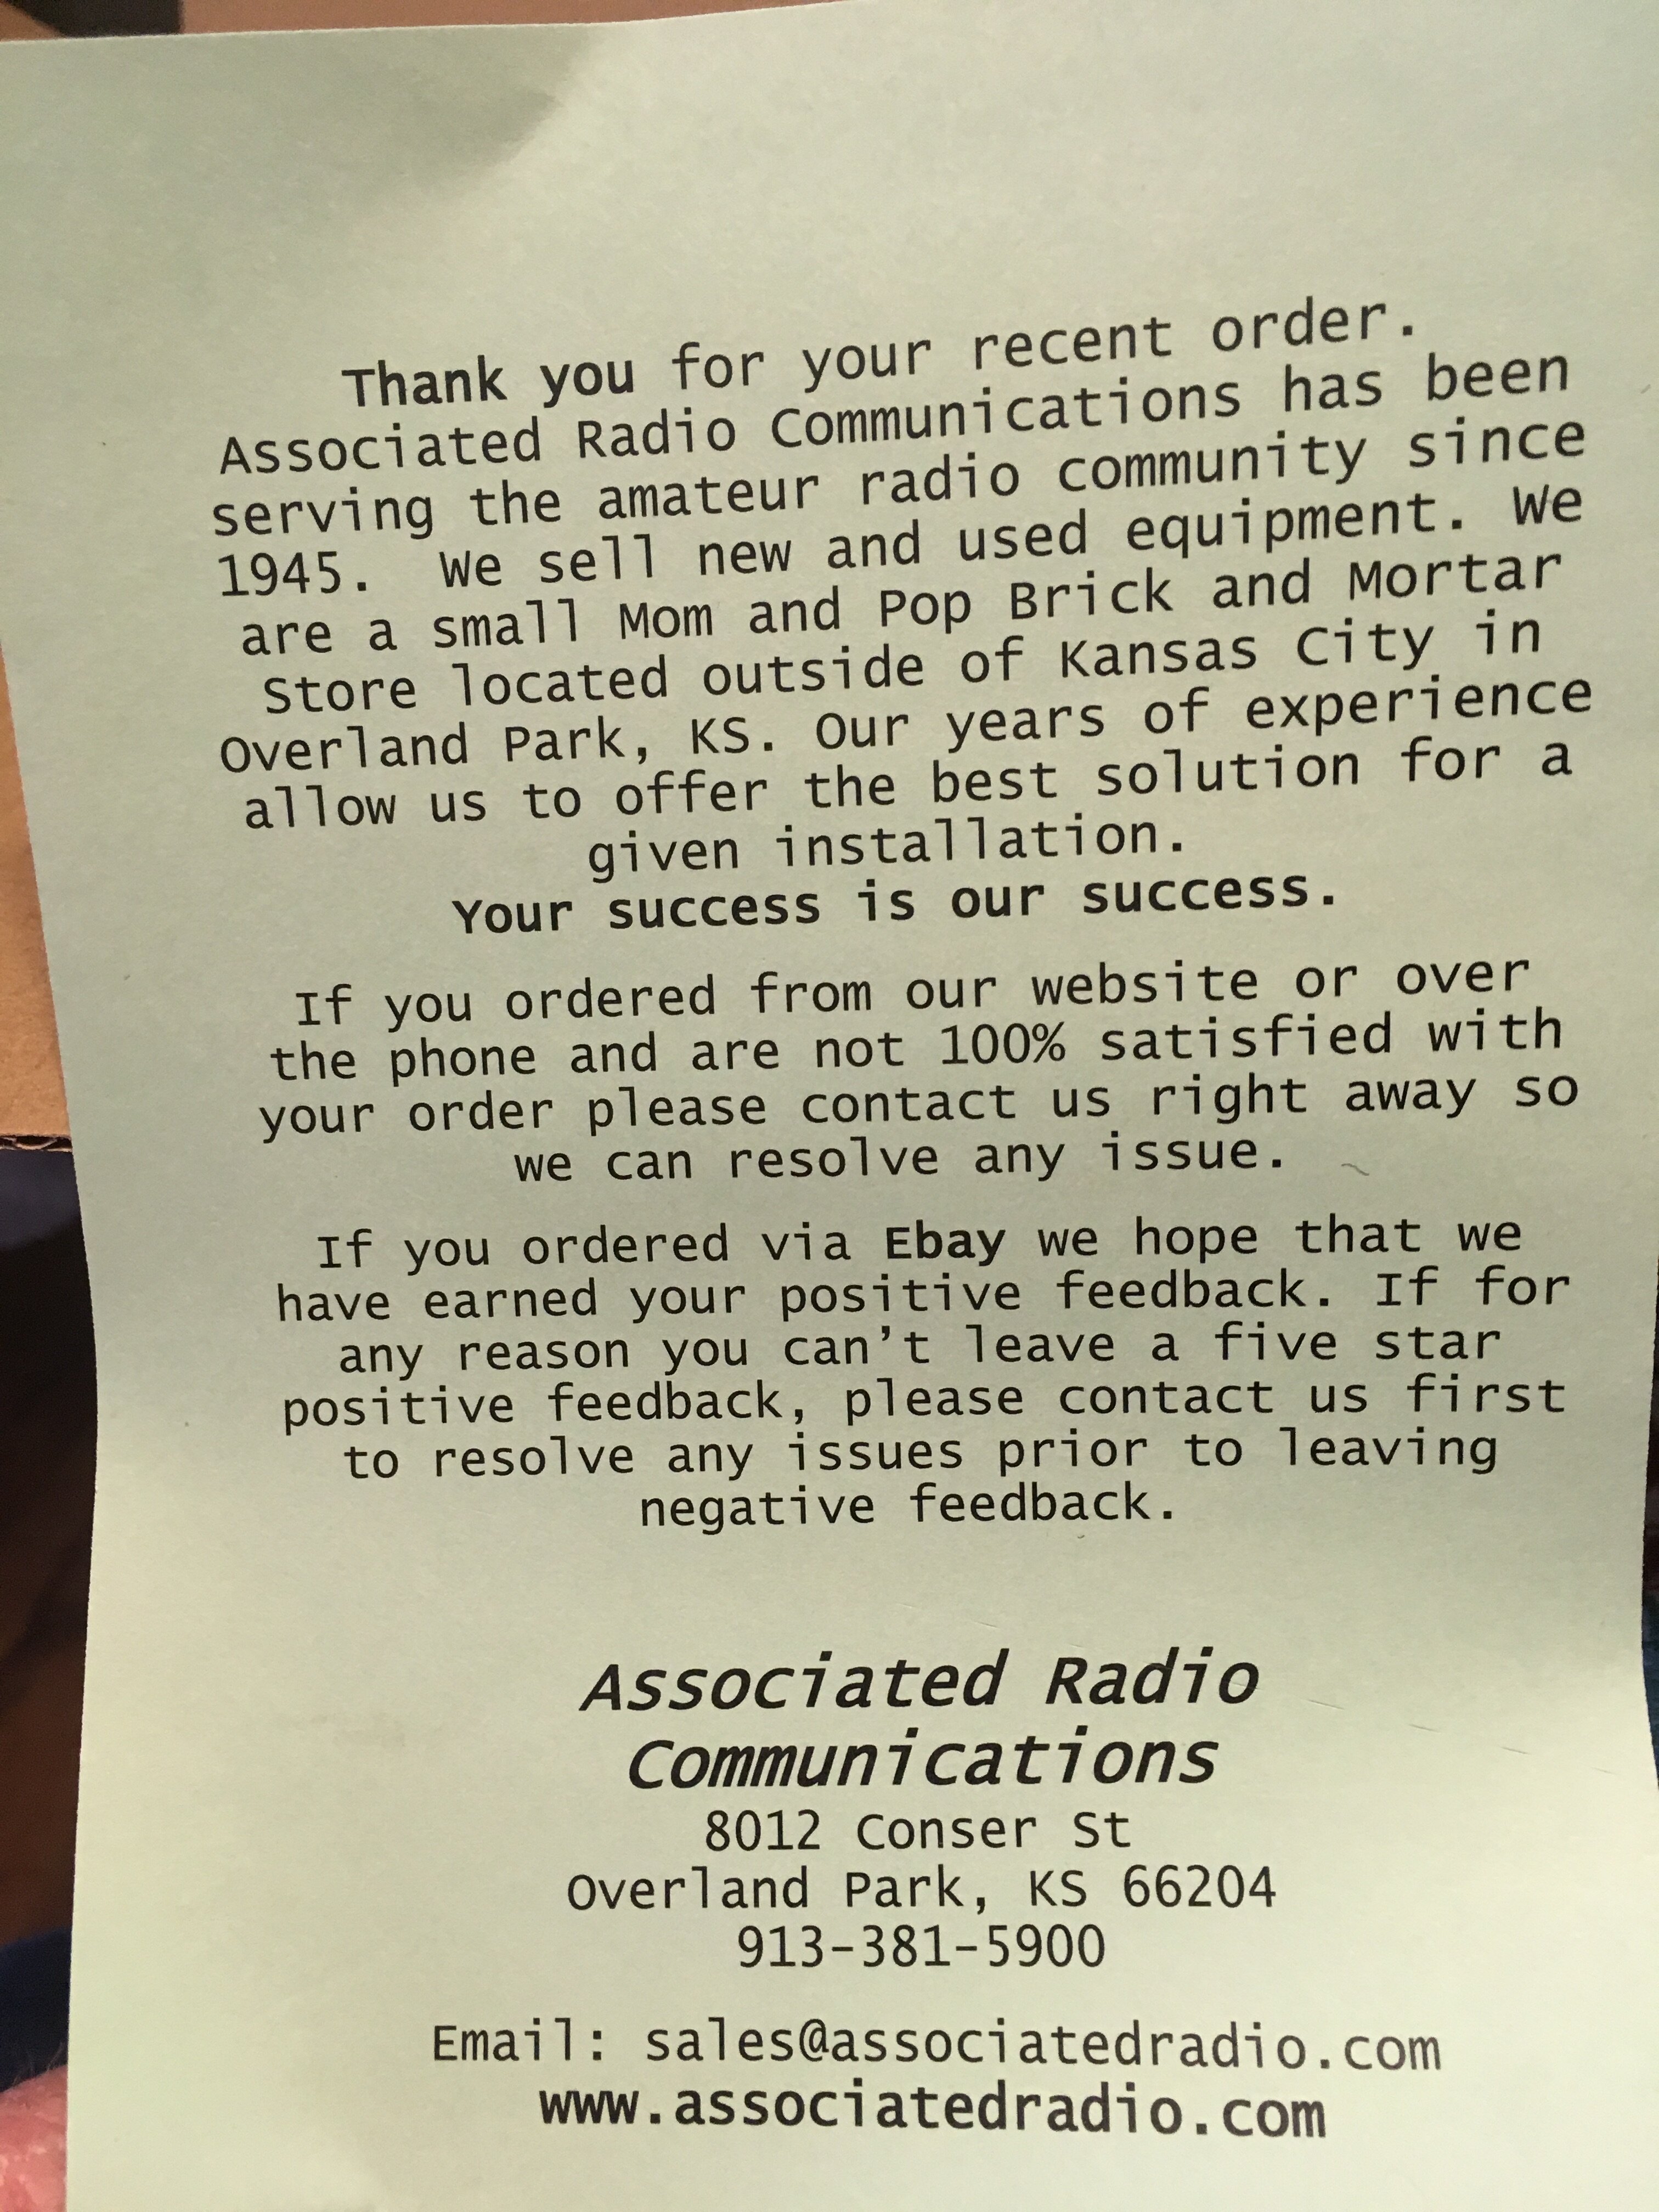 Thank you for your recent order.
Associated Radio Communications has been
serving the amateur radio community since
1945.  We sell new and used equipment. We
are a small Mom and Pop Brick and Mortar
Store located outside of Kansas City in
Overland Park, KS. Our years of experience
allow us to offer the best solution for a
given installation.
Your success is our success.
If you ordered from our website or over
the phone and are not 100% satisfied with
your order please contact us right away so
we can resolve any issue.
If you ordered via Ebay we hope that we
have earned your positive feedback. If for
any reason you can't leave a five star
positive feedback, please contact us first
to resolve any issues prior to leaving
negative feedback.
Associated Radio
Communications
8012 Conser St
Overland Park, KS 66204
913-381-5900
Email: sales@associatedradio.com
www.associatedradio.com